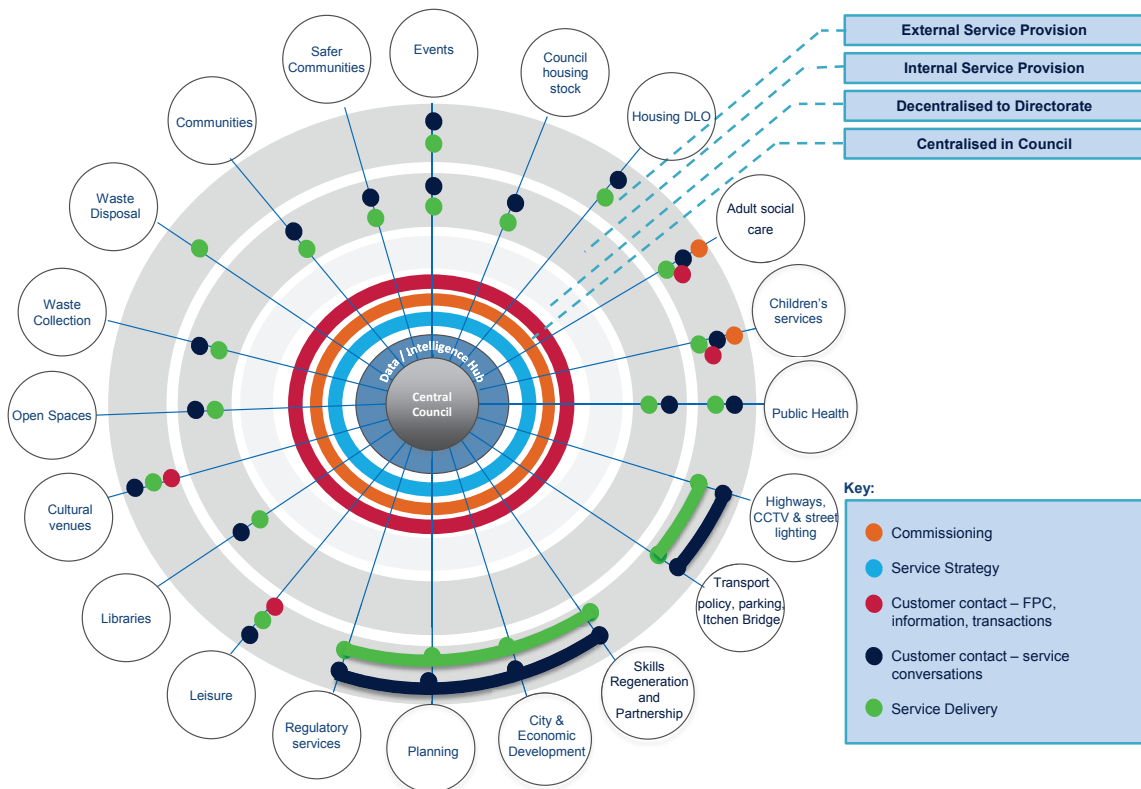 External Service Provision
Internal Service Provision
Decentralised to Directorate
Centralised in Council
Events
Safer
Communities
Council
housing
stock
Communities
Housing DLO
Waste
Disposal
Adult social
care
Waste
Collection
Children's
services
Open Spaces
Public Health
Cultural
venues
Highways,
CCTV & street
lighting
Libraries
Transport
policy, parking,
Itchen Bridge
Leisure
Skills
Regeneration
and
Partnership
Regulatory
services
Planning
City &
Economic
Development
Data / Intelligence Hub
Central
Council
Key:
Commissioning
Service Strategy
Customer contact – FPC,
information, transactions
Customer contact – service
conversations
Service Delivery